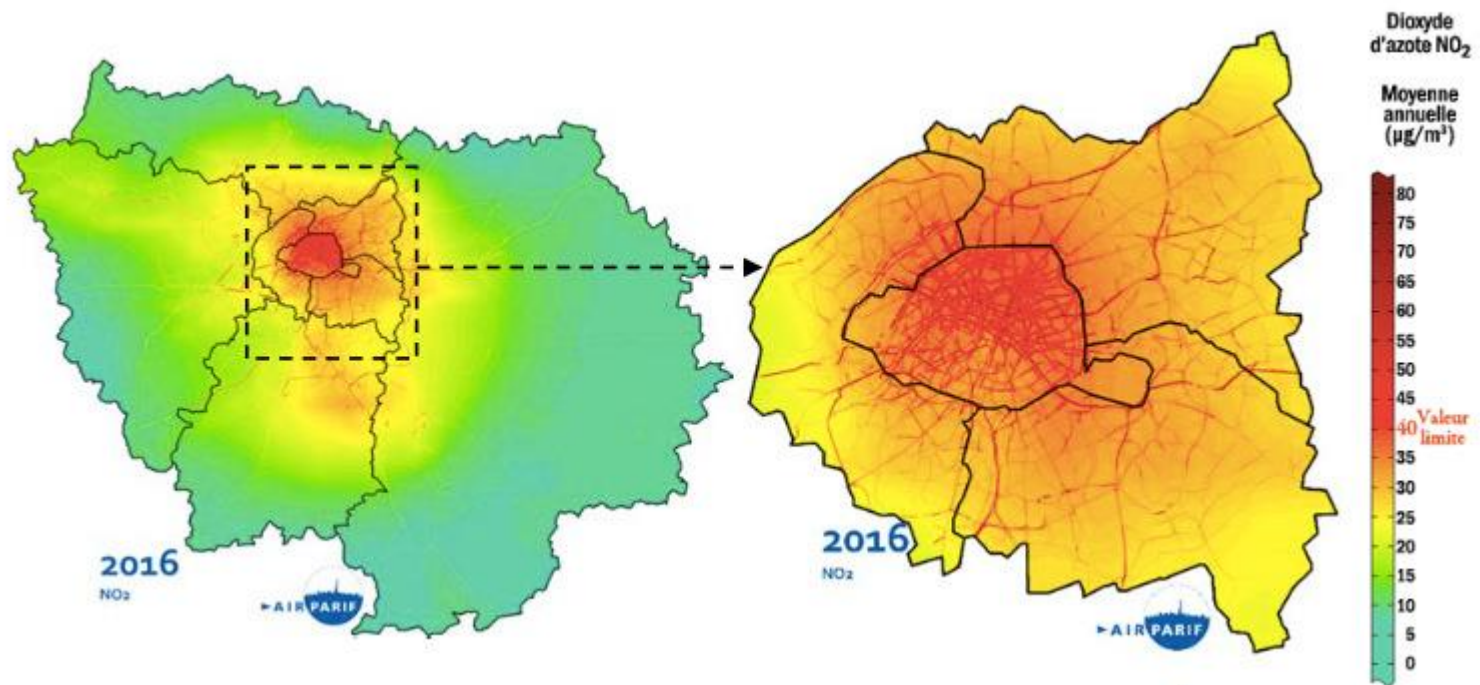 2016
NO₂
AIR PARIF
2016
NO₂
AIR PARIF
Dioxyde
d'azote NO₂
Moyenne
annuelle
(µg/m³)
80
75
70
65
60
55
50
45
40 Valeur
limite
35
30
25
20
15
10
5
0